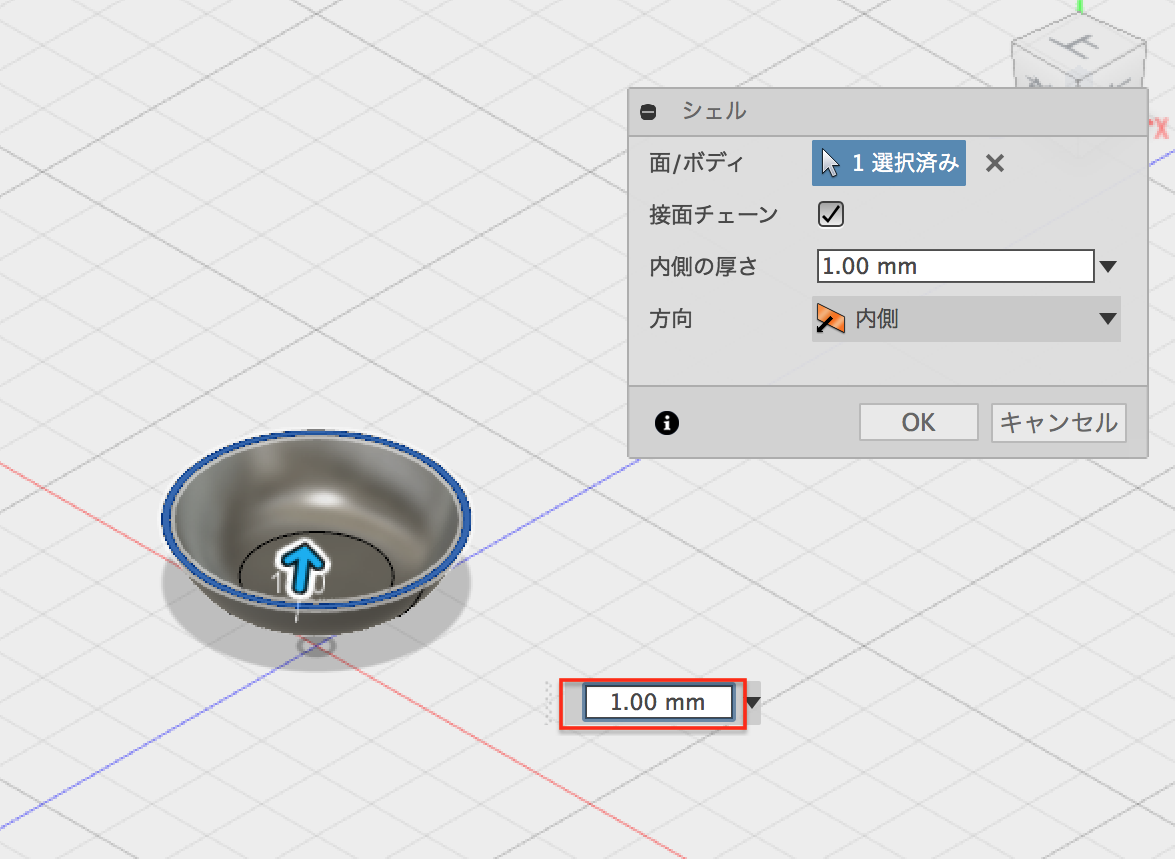 上
X
シェル
面/ボディ
1 選択済み
接面チェーン
内側の厚さ
1.00 mm
方向
内側
OK
キャンセル
1.00 mm